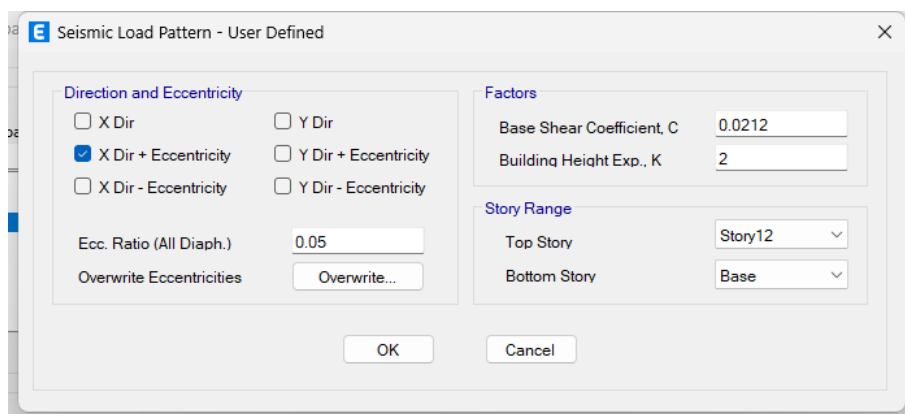 E Seismic Load Pattern - User Defined
Direction and Eccentricity
X Dir
Y Dir
X Dir + Eccentricity
Y Dir + Eccentricity
X Dir - Eccentricity
Y Dir - Eccentricity
Ecc. Ratio (All Diaph.) 0.05
Overwrite Eccentricities Overwrite...
Factors
Base Shear Coefficient, C 0.0212
Building Height Exp., K 2
Story Range
Top Story Story12
Bottom Story Base
OK
Cancel